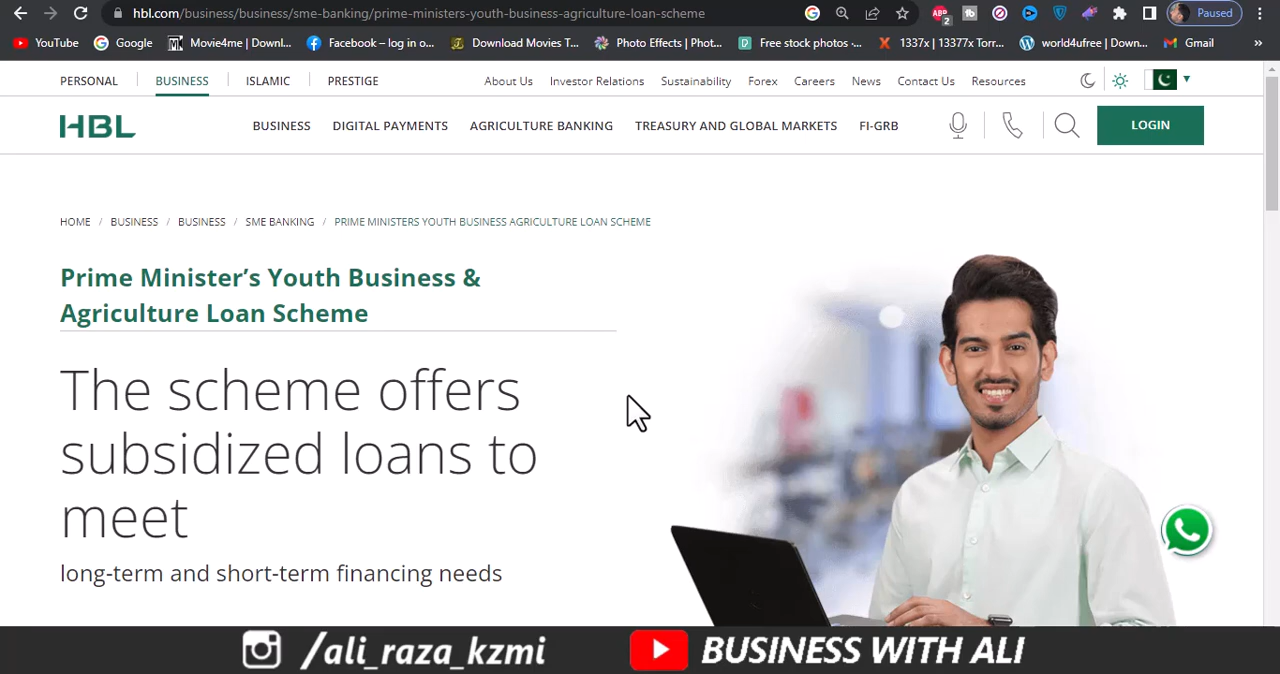 hbl.com/business/business/sme-banking/prime-ministers-youth-business-agriculture-loan-scheme
ABP
2
tb
Paused
YouTube
Google
Movie4me | Downl...
Facebook – log in o...
Download Movies T...
Photo Effects | Phot...
Free stock photos -...
1337x | 13377x Torr...
world4ufree | Down...
Gmail
»
PERSONAL
BUSINESS
ISLAMIC
PRESTIGE
About Us
Investor Relations
Sustainability
Forex
Careers
News
Contact Us
Resources
HBL
BUSINESS
DIGITAL PAYMENTS
AGRICULTURE BANKING
TREASURY AND GLOBAL MARKETS
FI-GRB
LOGIN
HOME / BUSINESS / BUSINESS / SME BANKING / PRIME MINISTERS YOUTH BUSINESS AGRICULTURE LOAN SCHEME
Prime Minister’s Youth Business &
Agriculture Loan Scheme
The scheme offers
subsidized loans to
meet
long-term and short-term financing needs
/ali_raza_kzmi
BUSINESS WITH ALI